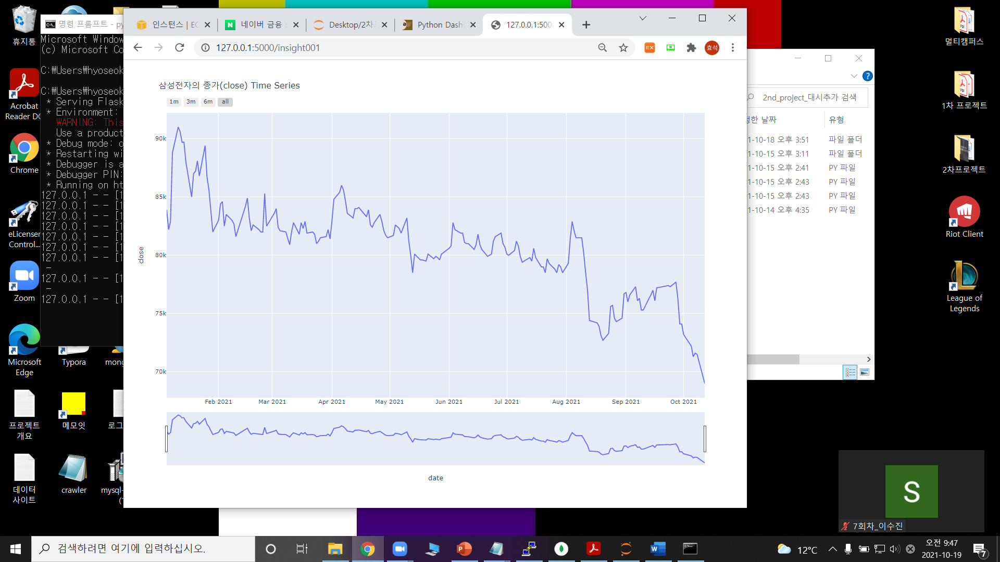 휴지통
Acrobat
Reader DC
Chrome
eLicenser
Control...
Zoom
Microsoft
Edge
프로젝트
개요
데이터
사이트
Typora
메모잇
crawler
명령 프롬프트 - py
Microsoft Window
(c) Microsoft Co
C:₩Users₩hyoseok
C:₩Users₩hyoseok
* Serving Flask
* Environment:
WARNING: This
Use a product
* Debug mode: o
* Restarting wi
* Debugger is a
* Debugger PIN:
* Running on ht
127.0.0.1 - - [1
127.0.0.1 - - [1
127.0.0.1 - - [1
127.0.0.1 - - [1
127.0.0.1 - - [1
127.0.0.1 - - [1
127.0.0.1 - - [1
-
127.0.0.1 - - [1
-
127.0.0.1 - - [1
인스턴스 | EC
네이버 금융 :
Desktop/2차
Python Dash
127.0.0.1:500
127.0.0.1:5000/insight001
EX
N
효석
삼성전자의 종가(close) Time Series
1m 3m 6m all
90k
85k
80k
75k
70k
close
Feb 2021 Mar 2021 Apr 2021 May 2021 Jun 2021 Jul 2021 Aug 2021 Sep 2021 Oct 2021
date
2nd_project_대시추가 검색
정한 날짜 유형
1-10-18 오후 3:51 파일 폴더
1-10-15 오후 3:11 파일 폴더
1-10-15 오후 2:41 PY 파일
1-10-15 오후 2:43 PY 파일
1-10-15 오후 2:43 PY 파일
1-10-14 오후 4:35 PY 파일
멀티캠퍼스
1차 프로젝트
2차프로젝트
Riot Client
League of
Legends
S
7회차_이수진
검색하려면 여기에 입력하십시오.
12°C
오전 9:47
2021-10-19
7